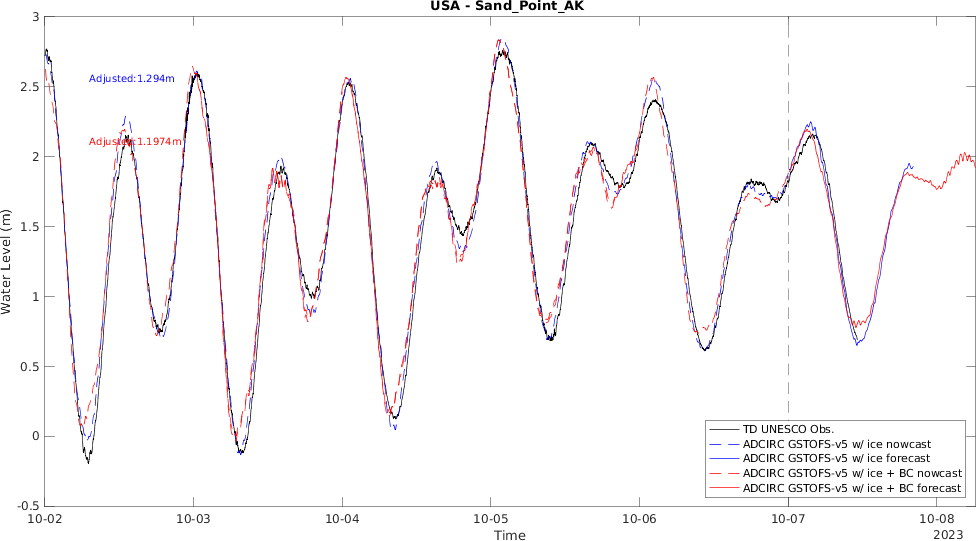 USA - Sand_Point_AK
3
2.5
2
1.5
1
0.5
0
-0.5
Water Level (m)
Adjusted:1.294m
Adjusted:1.1974m
TD UNESCO Obs.
ADCIRC GSTOFS-v5 w/ ice nowcast
ADCIRC GSTOFS-v5 w/ ice forecast
ADCIRC GSTOFS-v5 w/ ice + BC nowcast
ADCIRC GSTOFS-v5 w/ ice + BC forecast
10-02 10-03 10-04 10-05 10-06 10-07 10-08
Time
2023